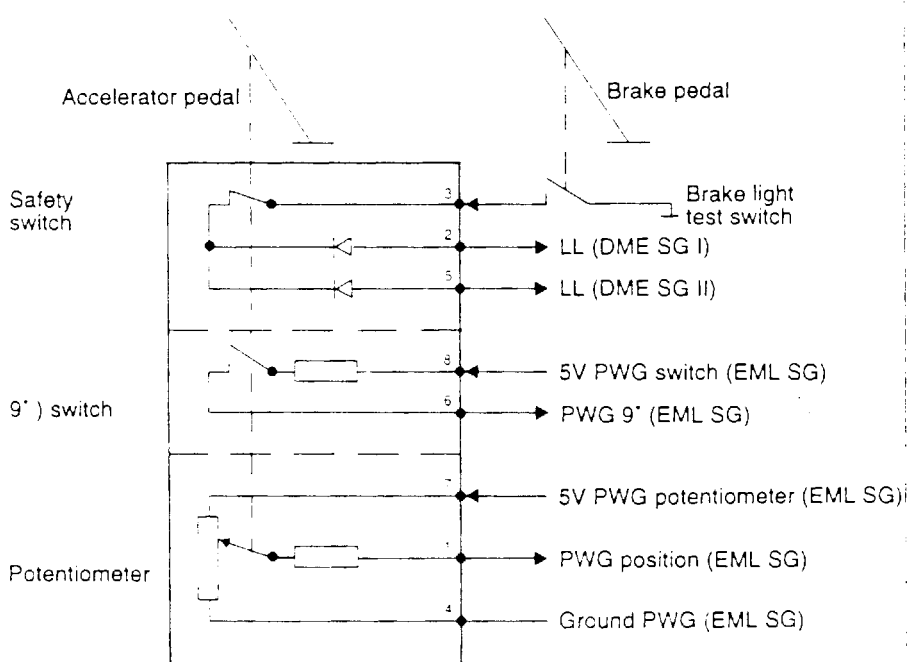 Accelerator pedal
Brake pedal
Safety
switch
3
Brake light
test switch
2
LL (DME SG I)
5
LL (DME SG II)
8
5V PWG switch (EML SG)
9°) switch
6
PWG 9° (EML SG)
7
5V PWG potentiometer (EML SG)
1
PWG position (EML SG)
Potentiometer
4
Ground PWG (EML SG)